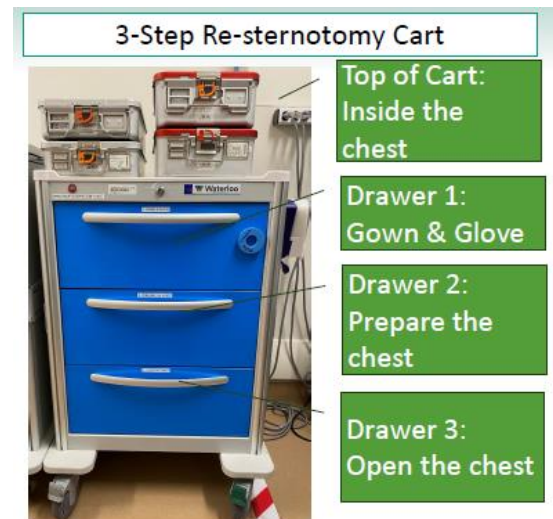 3-Step Re-sternotomy Cart
Top of Cart:
Inside the
chest
Waterloo
Drawer 1:
Gown & Glove
Drawer 2:
Prepare the
chest
Drawer 3:
Open the chest